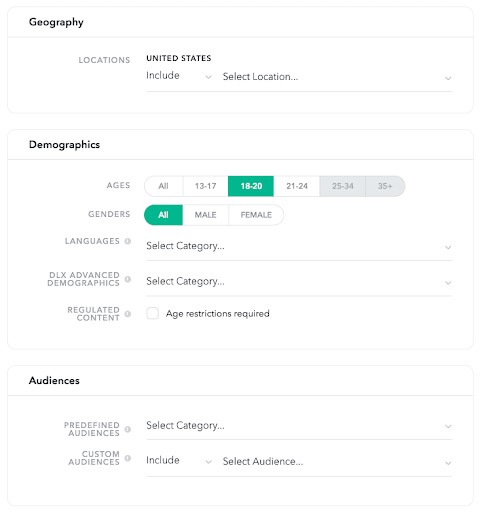 Geography
LOCATIONS
UNITED STATES
Include Select Location...
Demographics
AGES All 13-17 18-20 21-24 25-34 35+
GENDERS All MALE FEMALE
LANGUAGES Select Category...
DLX ADVANCED
DEMOGRAPHICS Select Category...
REGULATED
CONTENT Age restrictions required
Audiences
PREDEFINED
AUDIENCES Select Category...
CUSTOM
AUDIENCES Include Select Audience...